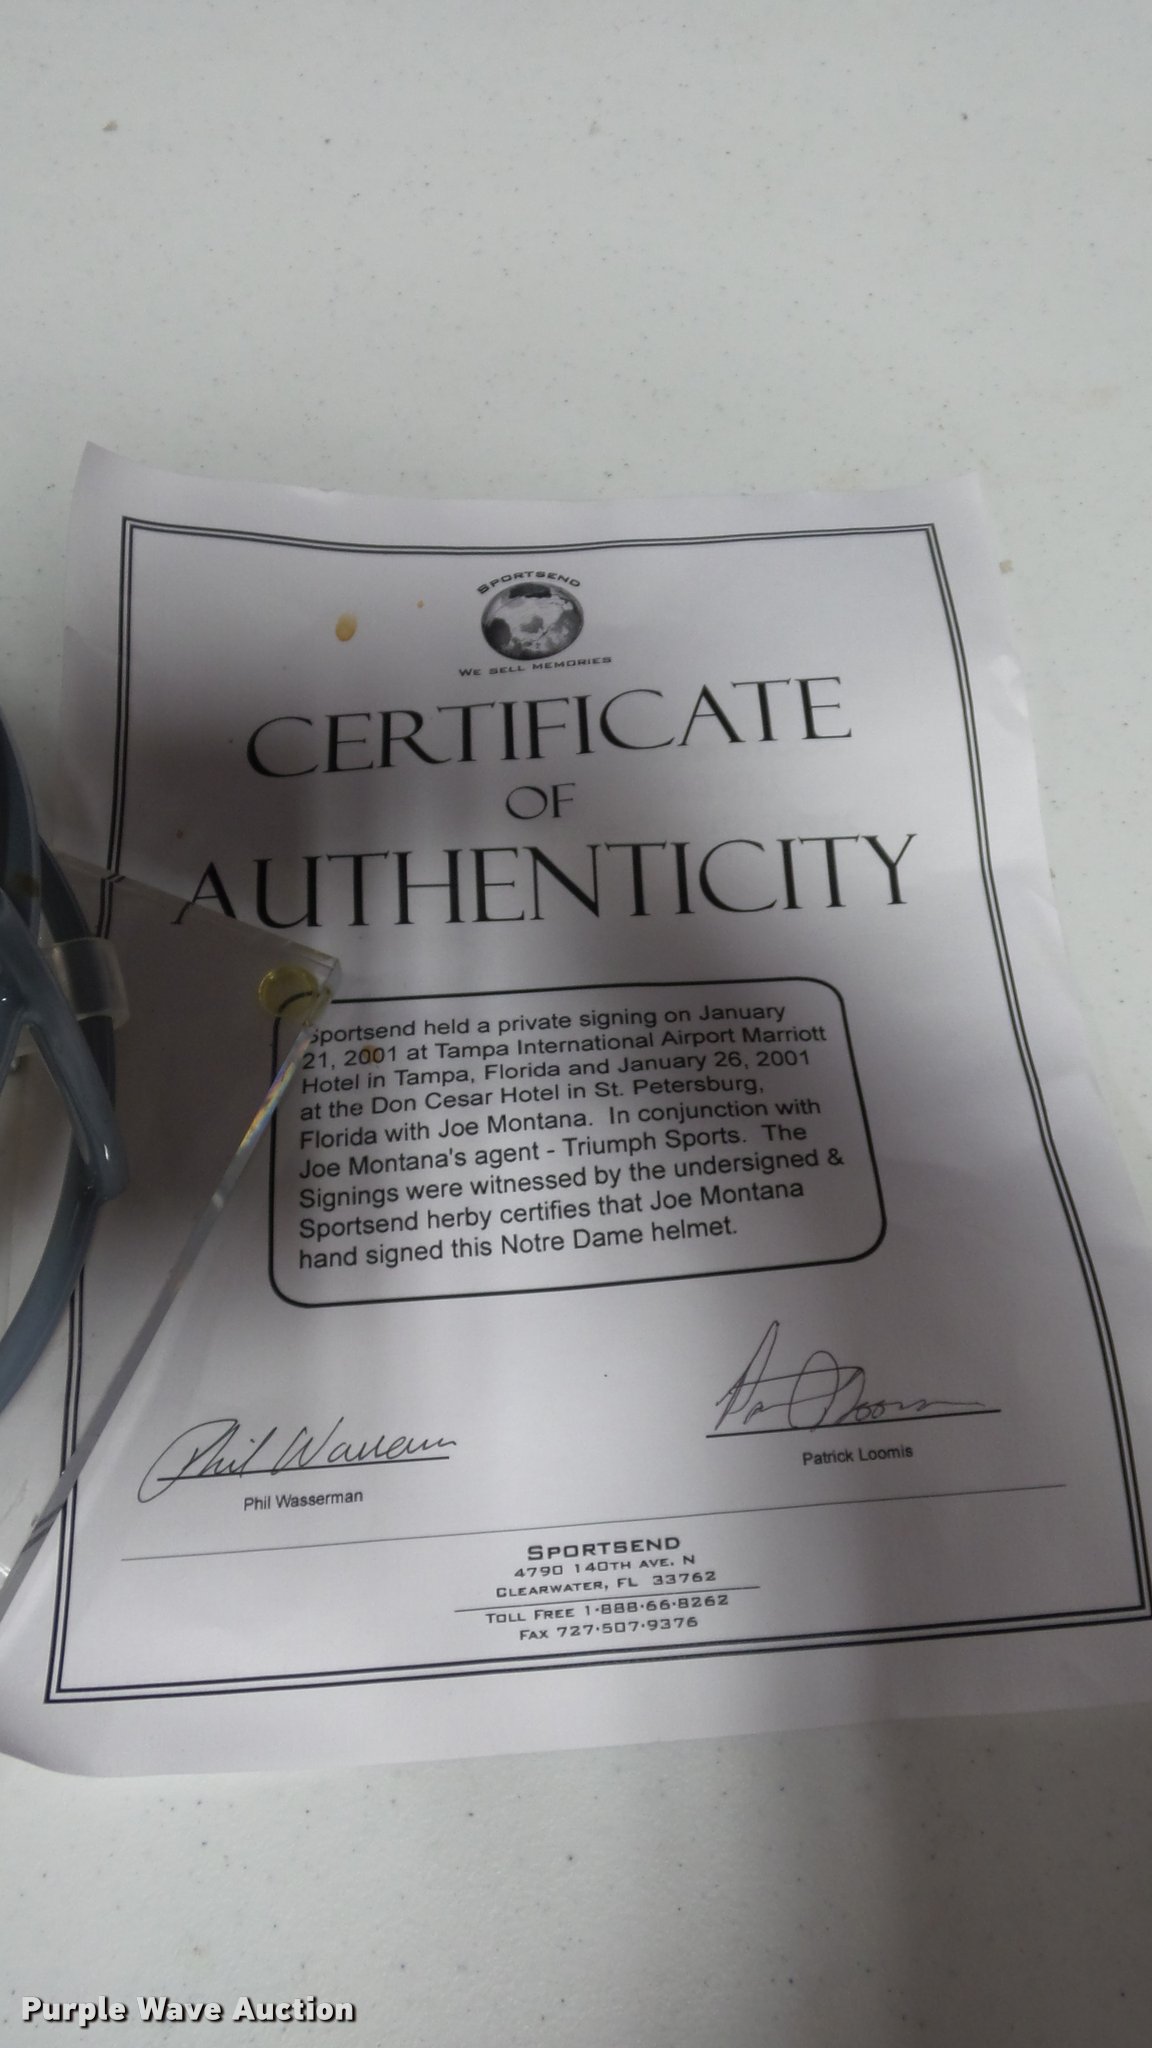 SPORTSEND
WE SELL MEMORIES
CERTIFICATE
OF
AUTHENTICITY
Sportsend held a private signing on January
21, 2001 at Tampa International Airport Marriott
Hotel in Tampa, Florida and January 26, 2001
at the Don Cesar Hotel in St. Petersburg,
Florida with Joe Montana. In conjunction with
Joe Montana's agent - Triumph Sports. The
Signings were witnessed by the undersigned &
Sportsend herby certifies that Joe Montana
hand signed this Notre Dame helmet.
Phil Wasserman
Phil Wasserman
Patrick Loomis
SPORTSEND
4790 140TH AVE. N
CLEARWATER, FL 33762
TOLL FREE 1·888·66·8262
FAX 727·507·9376
Purple Wave Auction